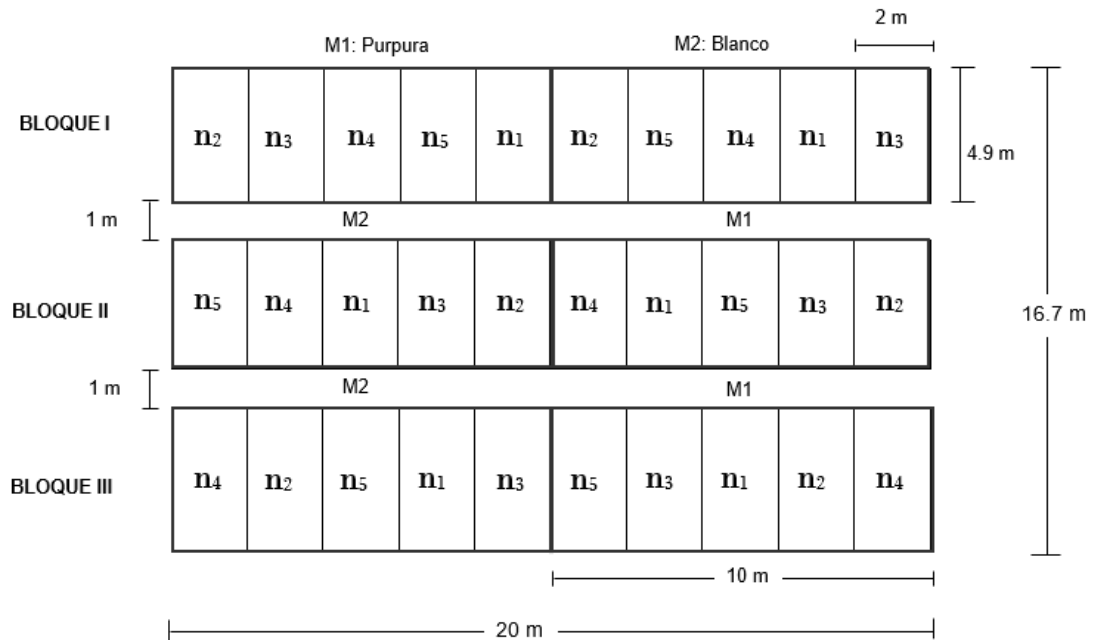 2 m
M1: Purpura M2: Blanco
BLOQUE I
n2 n3 n4 n5 n1 n2 n5 n4 n1 n3
4.9 m
1 m
M2 M1
BLOQUE II
n5 n4 n1 n3 n2 n4 n1 n5 n3 n2
16.7 m
1 m
M2 M1
BLOQUE III
n4 n2 n5 n1 n3 n5 n3 n1 n2 n4
10 m
20 m